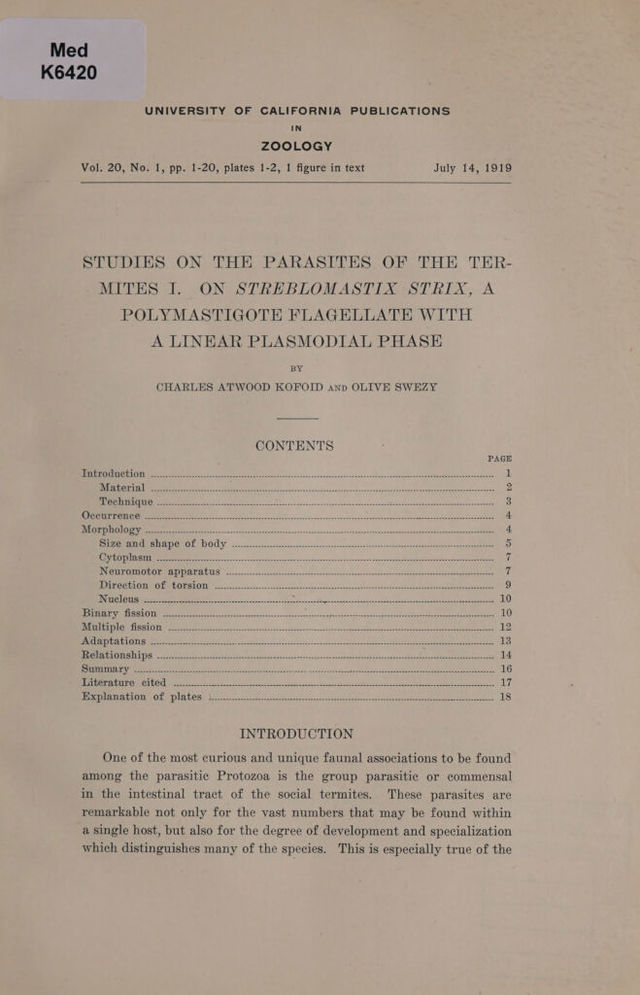 Med
K6420
UNIVERSITY OF CALIFORNIA PUBLICATIONS
IN
ZOOLOGY
Vol. 20, No. 1, pp. 1-20, plates 1-2, 1 figure in text July 14, 1919
STUDIES ON THE PARASITES OF THE TER-
MITES I. ON STREBLOMASTIX STRIX, A
POLYMASTIGOTE FLAGELLATE WITH
A LINEAR PLASMODIAL PHASE
BY
CHARLES ATWOOD KOFOID AND OLIVE SWEZY
CONTENTS
PAGE
Introduction 1
Material 2
Technique 3
Occurrence 4
Morphology 4
Size and shape of body 5
Cytoplasm 7
Neuromotor apparatus 7
Direction of torsion 9
Nucleus 10
Binary fission 10
Multiple fission 12
Adaptations 13
Relationships 14
Summary 16
Literature cited 17
Explanation of plates 18
INTRODUCTION
One of the most curious and unique faunal associations to be found
among the parasitic Protozoa is the group parasitic or commensal
in the intestinal tract of the social termites. These parasites are
remarkable not only for the vast numbers that may be found within
a single host, but also for the degree of development and specialization
which distinguishes many of the species. This is especially true of the